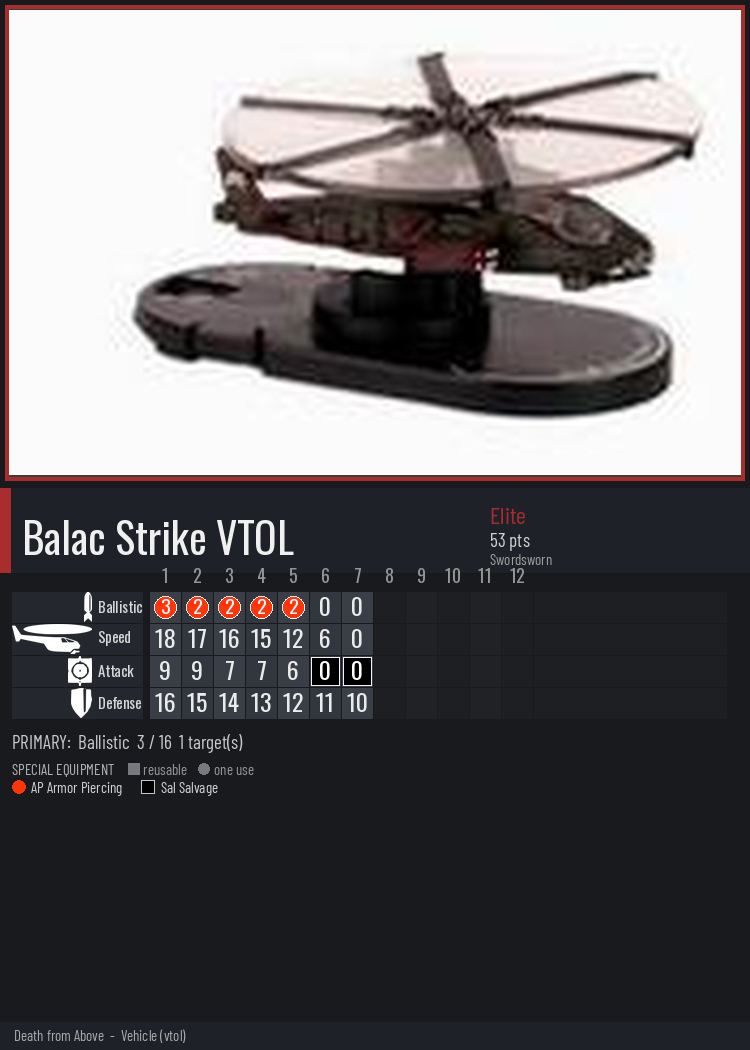 Balac Strike VTOL
Elite
53 pts
Swordsworn
1 2 3 4 5 6 7 8 9 10 11 12
Ballistic 3 2 2 2 2 0 0
Speed 18 17 16 15 12 6 0
Attack 9 9 7 7 6 0 0
Defense 16 15 14 13 12 11 10
PRIMARY: Ballistic 3 / 16 1 target(s)
SPECIAL EQUIPMENT reusable one use
AP Armor Piercing Sal Salvage
Death from Above - Vehicle (vtol)